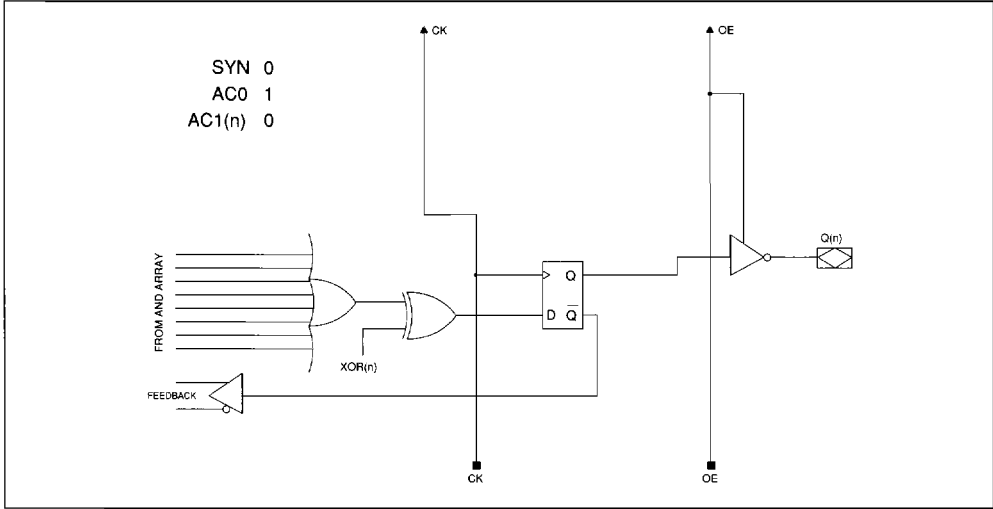 CK
OE
SYN 0
AC0 1
AC1(n) 0
Q(n)
FROM AND ARRAY
Q
D Q̅
XOR(n)
FEEDBACK
CK
OE